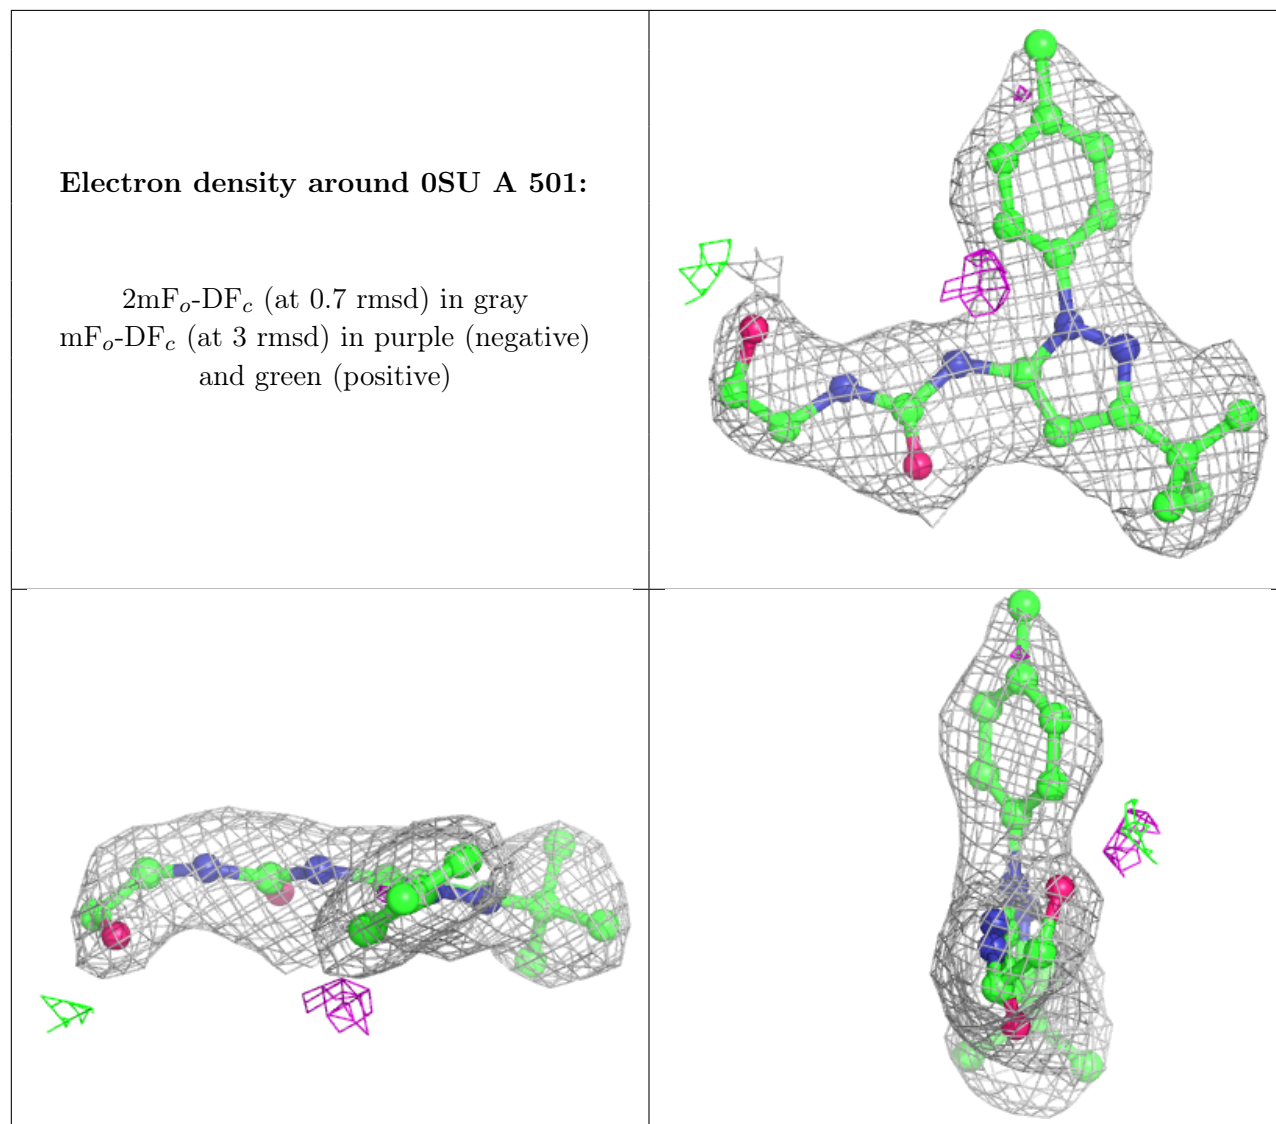 Electron density around 0SU A 501:
2mFo-DFc (at 0.7 rmsd) in gray
mFo-DFc (at 3 rmsd) in purple (negative)
and green (positive)